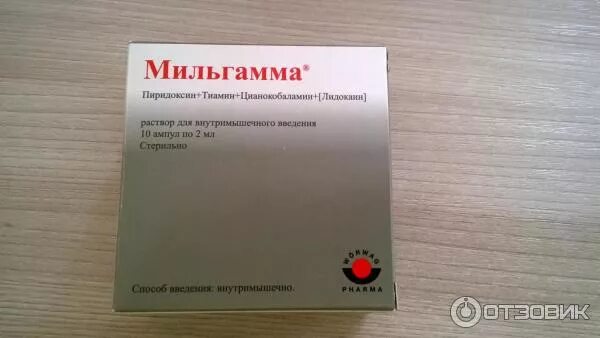 Мильгамма®
Пиридоксин+Тиамин+Цианокобаламин+[Лидокаин]
раствор для внутримышечного введения
10 ампул по 2 мл
Стерильно
WÖRWAG
PHARMA
Способ введения: внутримышечно.
ОТЗОВИК